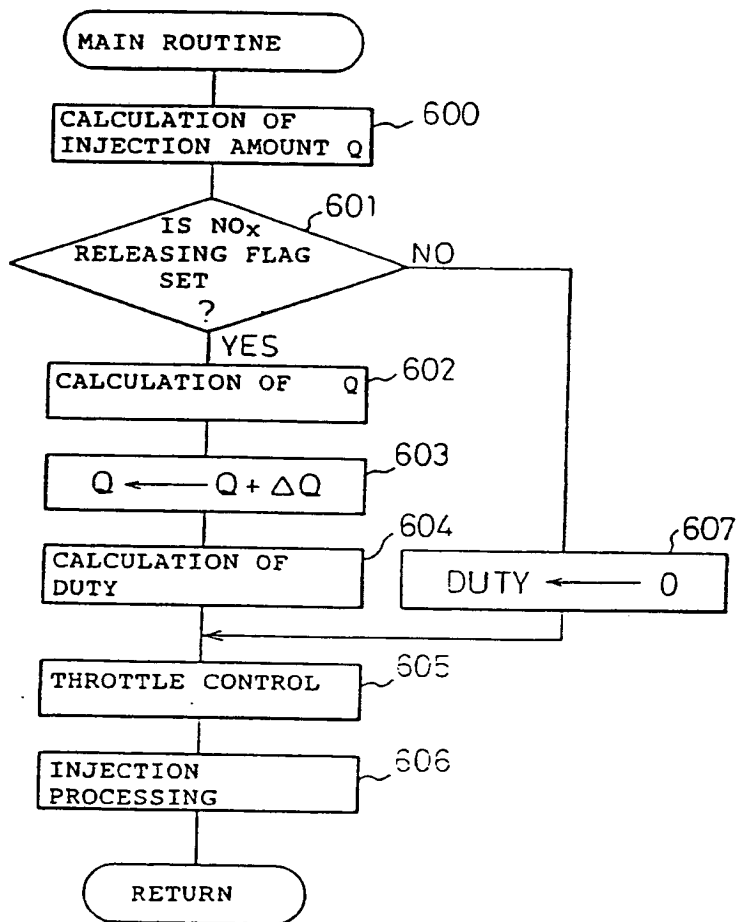 MAIN ROUTINE
CALCULATION OF
INJECTION AMOUNT Q
600
601
IS NOx
RELEASING FLAG
SET
?
NO
YES
CALCULATION OF Q
602
603
Q ← Q + △Q
604
CALCULATION OF
DUTY
607
DUTY ← 0
THROTTLE CONTROL
605
INJECTION
PROCESSING
606
RETURN